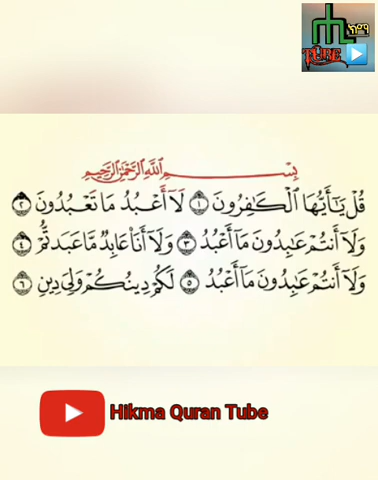 ስሜ
TUBE
بِسْمِ اللَّهِ الرَّحْمَٰنِ الرَّحِيمِ
قُلْ يَٰٓأَيُّهَا ٱلْكَٰفِرُونَ ١ لَآ أَعْبُدُ مَا تَعْبُدُونَ ٢
وَلَآ أَنتُمْ عَٰبِدُونَ مَآ أَعْبُدُ ٣ وَلَآ أَنَا۠ عَابِدٌ مَّا عَبَدتُّمْ ٤
وَلَآ أَنتُمْ عَٰبِدُونَ مَآ أَعْبُدُ ٥ لَكُمْ دِينُكُمْ وَلِيَ دِينِ ٦
Hikma Quran Tube